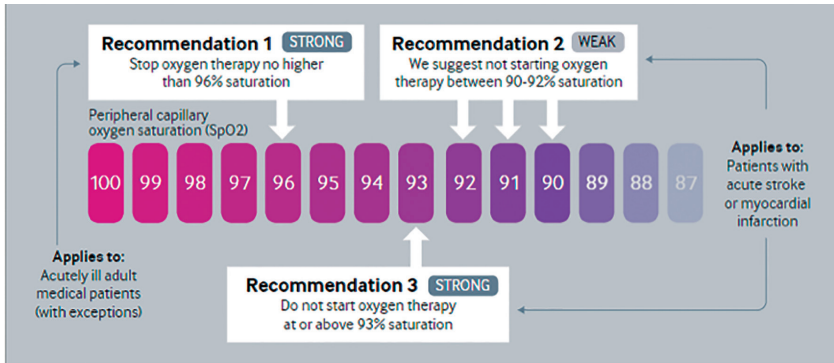 Recommendation 1 STRONG
Stop oxygen therapy no higher
than 96% saturation
Recommendation 2 WEAK
We suggest not starting oxygen
therapy between 90-92% saturation
Peripheral capillary
oxygen saturation (SpO2)
100 99 98 97 96 95 94 93 92 91 90 89 88 87
Applies to:
Patients with
acute stroke
or myocardial
infarction
Applies to:
Acutely ill adult
medical patients
(with exceptions)
Recommendation 3 STRONG
Do not start oxygen therapy
at or above 93% saturation